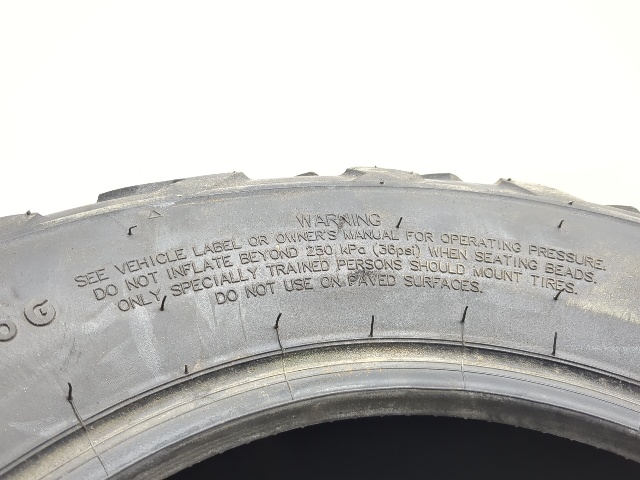 WARNING
SEE VEHICLE LABEL OR OWNER'S MANUAL FOR OPERATING PRESSURE.
DO NOT INFLATE BEYOND 250 kPa (36psi) WHEN SEATING BEADS.
ONLY SPECIALLY TRAINED PERSONS SHOULD MOUNT TIRES.
DO NOT USE ON PAVED SURFACES.